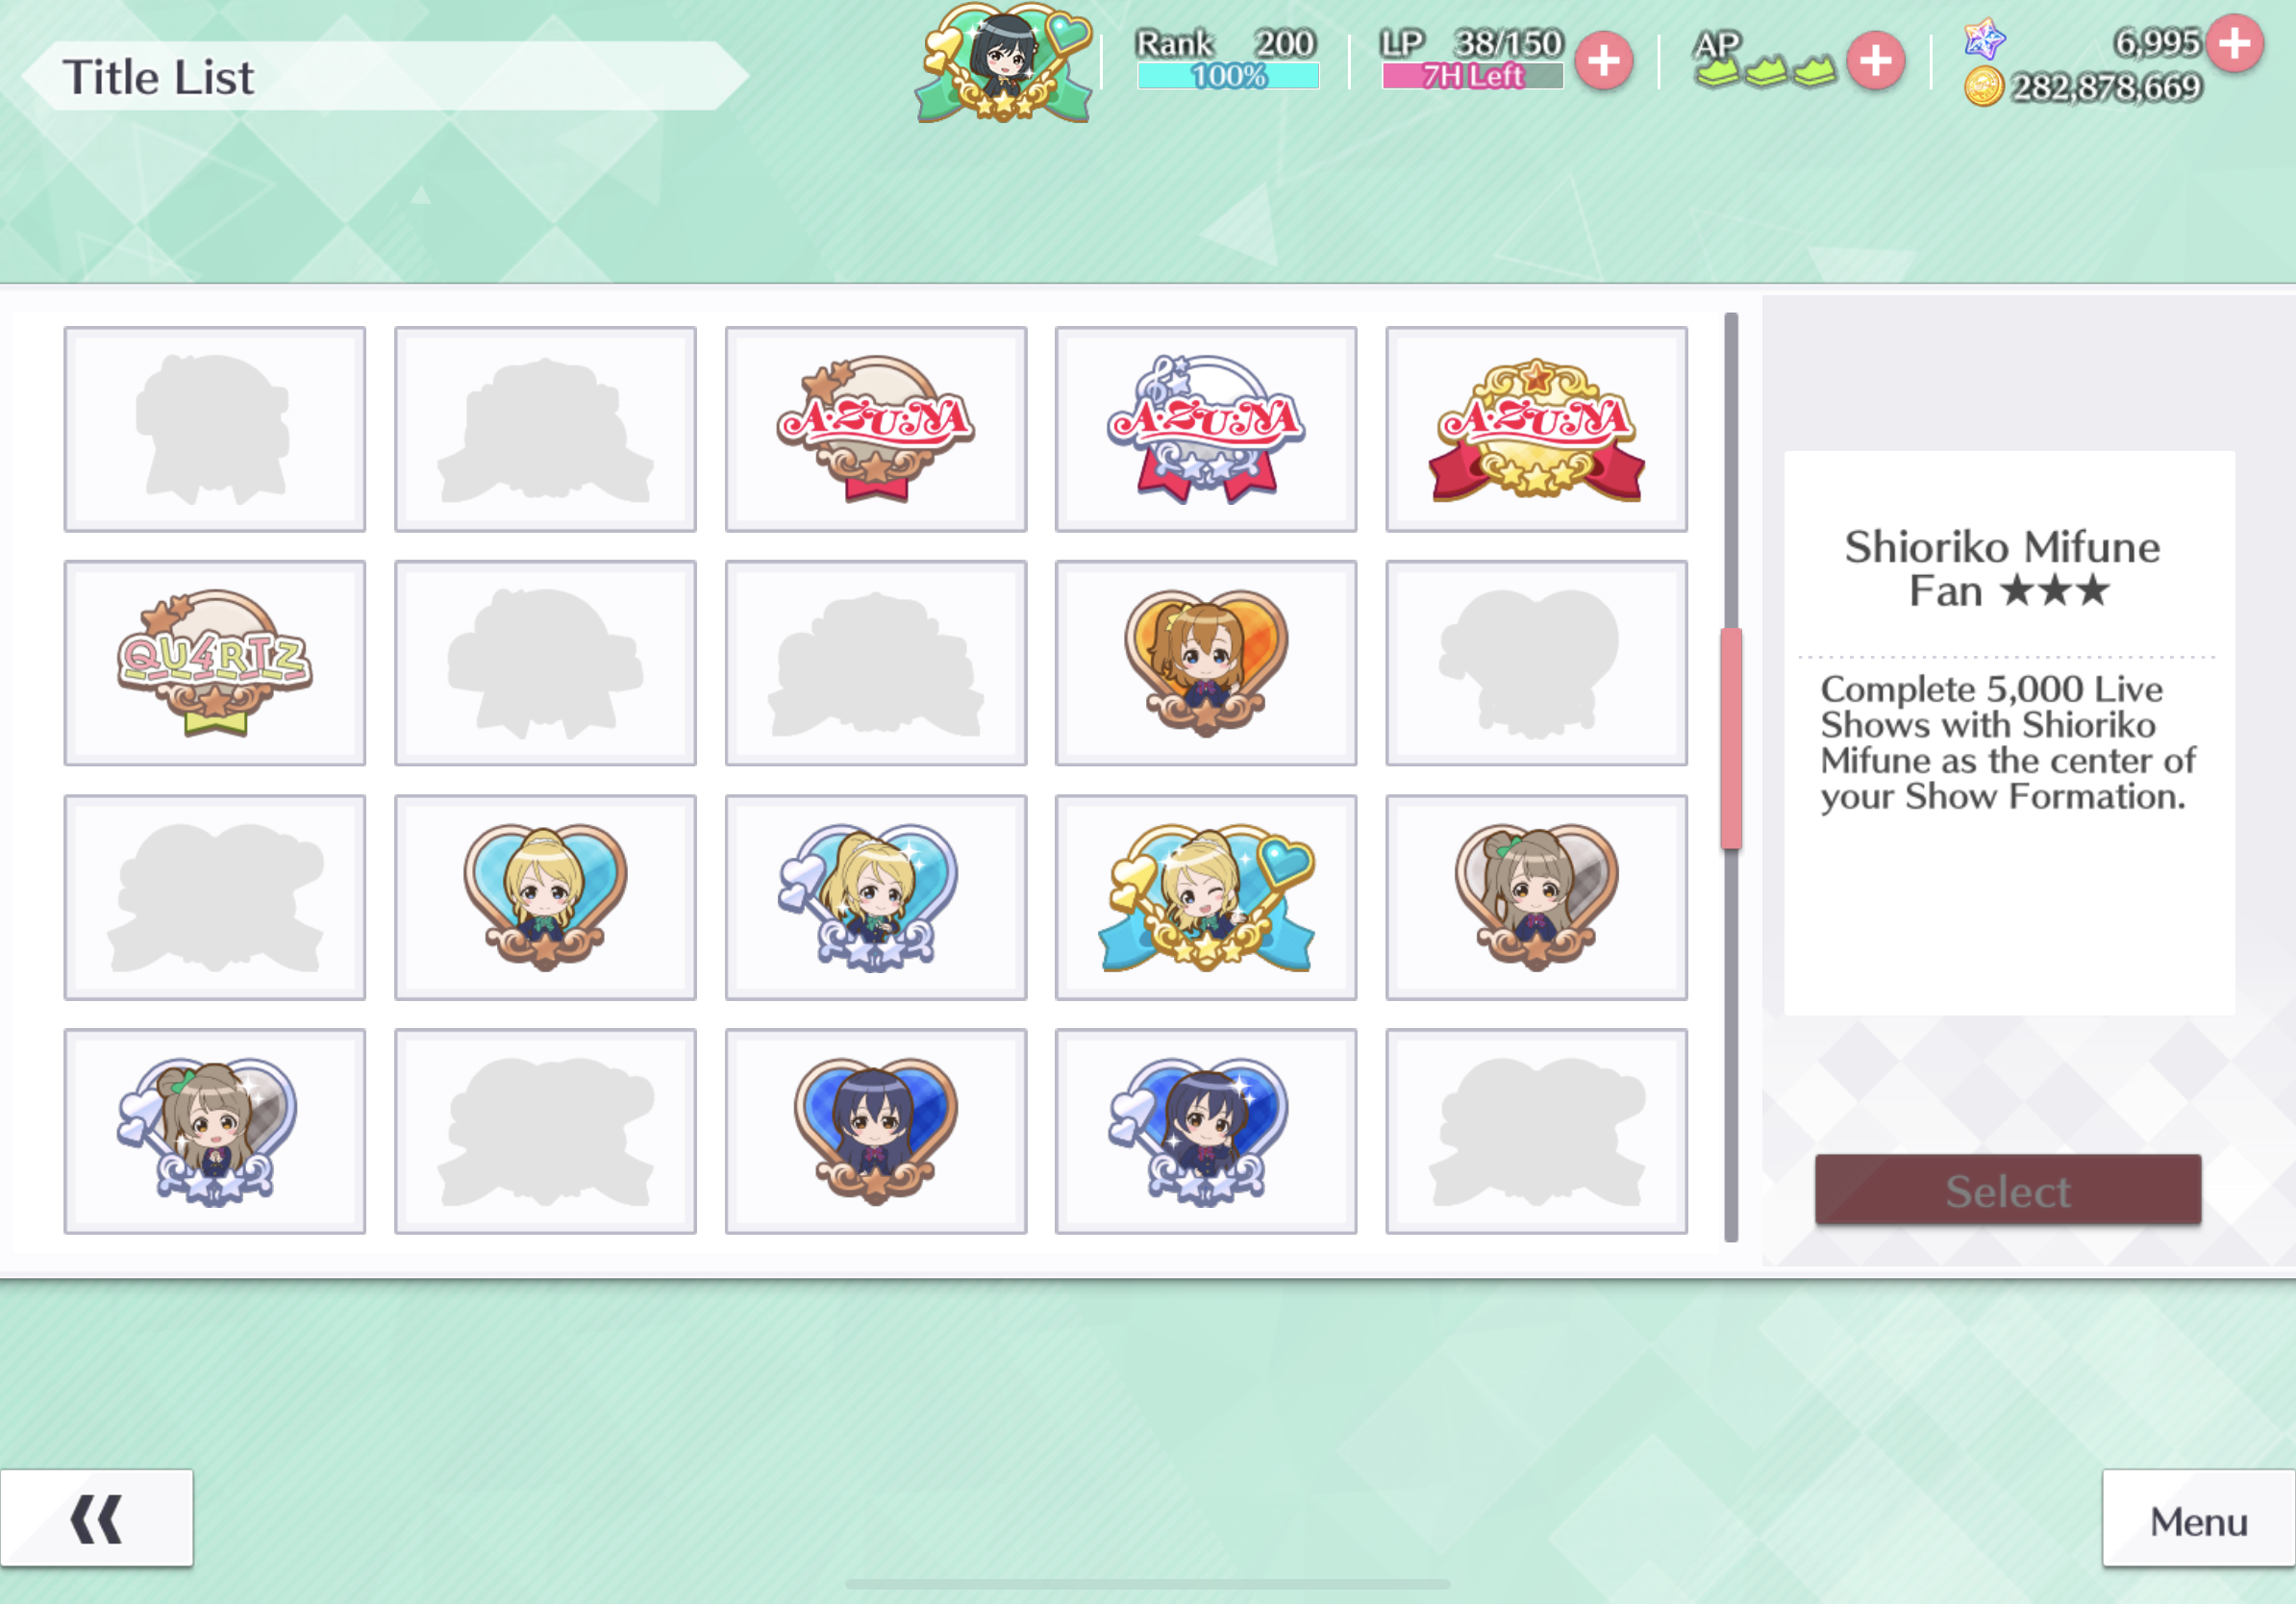 Title List
Rank 200
100%
LP 38/150
7H Left
AP
6,995
282,878,669
A·ZU·NA
A·ZU·NA
A·ZU·NA
QU4RTZ
Shioriko Mifune
Fan ★★★
Complete 5,000 Live
Shows with Shioriko
Mifune as the center of
your Show Formation.
Select
Menu